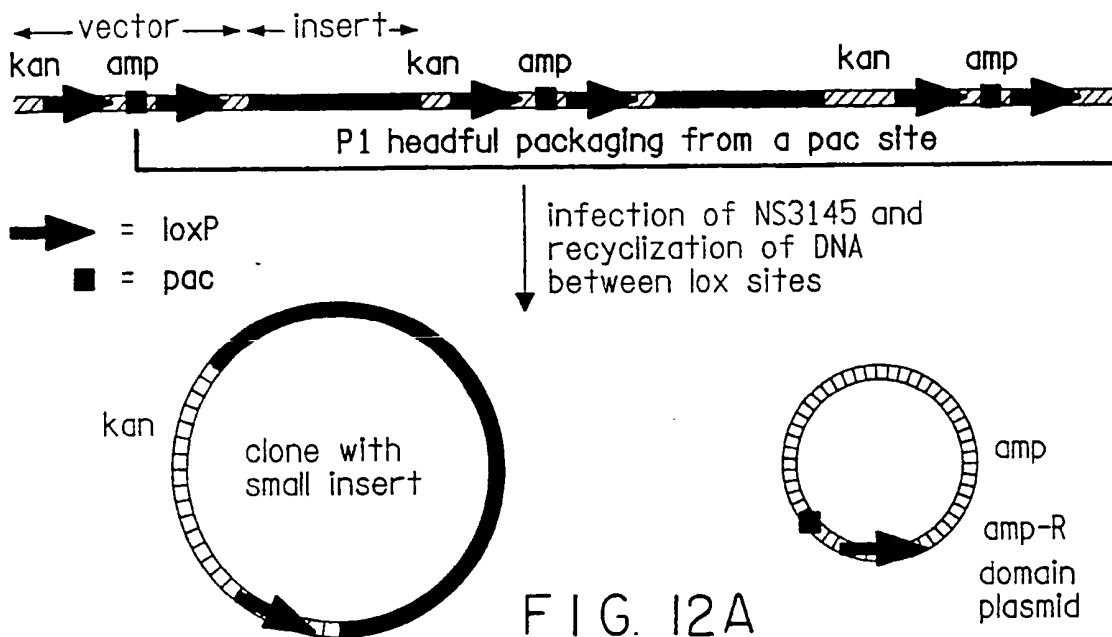 vector insert
kan amp kan amp kan amp
P1 headful packaging from a pac site
= loxP
= pac
infection of NS3145 and
recyclization of DNA
between lox sites
kan
clone with
small insert
amp
amp-R
domain
plasmid
FIG. 12A